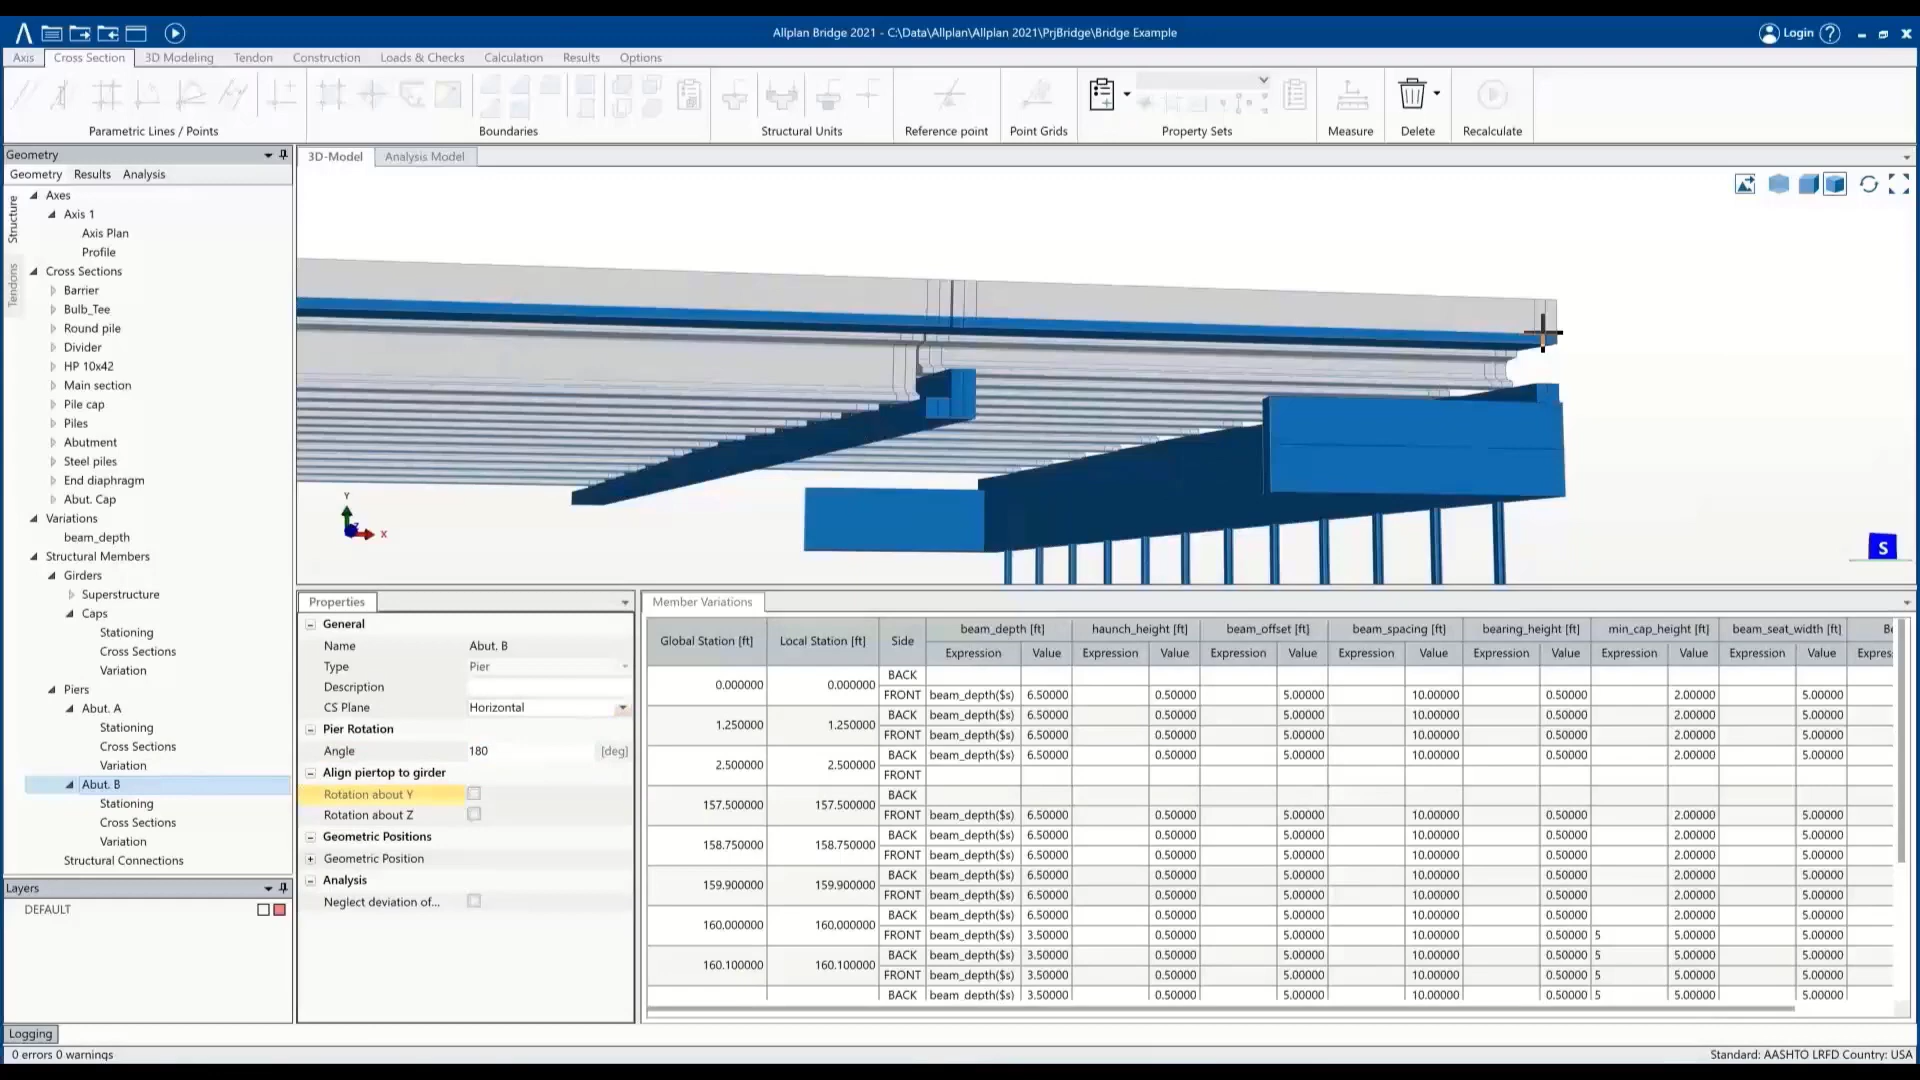 Allplan Bridge 2021 - C:\Data\Allplan\Allplan 2021\PrjBridge\Bridge Example
Login
?
Axis Cross Section 3D Modeling Tendon Construction Loads & Checks Calculation Results Options
Parametric Lines / Points Boundaries Structural Units Reference point Point Grids Property Sets Measure Delete Recalculate
Geometry
Geometry Results Analysis
Structure
Tendons
Axes
Axis 1
Axis Plan
Profile
Cross Sections
Barrier
Bulb_Tee
Round pile
Divider
HP 10x42
Main section
Pile cap
Piles
Abutment
Steel piles
End diaphragm
Abut. Cap
Variations
beam_depth
Structural Members
Girders
Superstructure
Caps
Stationing
Cross Sections
Variation
Piers
Abut. A
Stationing
Cross Sections
Variation
Abut. B
Stationing
Cross Sections
Variation
Structural Connections
Layers
DEFAULT
3D-Model Analysis Model
Y
Z
X
S
Properties
General
Name Abut. B
Type Pier
Description
CS Plane Horizontal
Pier Rotation
Angle 180 [deg]
Align piertop to girder
Rotation about Y
Rotation about Z
Geometric Positions
Geometric Position
Analysis
Neglect deviation of...
Member Variations
Global Station [ft] Local Station [ft] Side beam_depth [ft] haunch_height [ft] beam_offset [ft] beam_spacing [ft] bearing_height [ft] min_cap_height [ft] beam_seat_width [ft] Be
Expression Value Expression Value Expression Value Expression Value Expression Value Expression Value Expression Value Expres
0.000000 0.000000 BACK
FRONT beam_depth($s) 6.50000 0.50000 5.00000 10.00000 0.50000 2.00000 5.00000
1.250000 1.250000 BACK beam_depth($s) 6.50000 0.50000 5.00000 10.00000 0.50000 2.00000 5.00000
FRONT beam_depth($s) 6.50000 0.50000 5.00000 10.00000 0.50000 2.00000 5.00000
2.500000 2.500000 BACK beam_depth($s) 6.50000 0.50000 5.00000 10.00000 0.50000 2.00000 5.00000
FRONT
157.500000 157.500000 BACK
FRONT beam_depth($s) 6.50000 0.50000 5.00000 10.00000 0.50000 2.00000 5.00000
158.750000 158.750000 BACK beam_depth($s) 6.50000 0.50000 5.00000 10.00000 0.50000 2.00000 5.00000
FRONT beam_depth($s) 6.50000 0.50000 5.00000 10.00000 0.50000 2.00000 5.00000
159.900000 159.900000 BACK beam_depth($s) 6.50000 0.50000 5.00000 10.00000 0.50000 2.00000 5.00000
FRONT beam_depth($s) 6.50000 0.50000 5.00000 10.00000 0.50000 2.00000 5.00000
160.000000 160.000000 BACK beam_depth($s) 6.50000 0.50000 5.00000 10.00000 0.50000 2.00000 5.00000
FRONT beam_depth($s) 3.50000 0.50000 5.00000 10.00000 0.50000 5 5.00000 5.00000
160.100000 160.100000 BACK beam_depth($s) 3.50000 0.50000 5.00000 10.00000 0.50000 5 5.00000 5.00000
FRONT beam_depth($s) 3.50000 0.50000 5.00000 10.00000 0.50000 5 5.00000 5.00000
BACK beam_depth($s) 3.50000 0.50000 5.00000 10.00000 0.50000 5 5.00000 5.00000
Logging
0 errors 0 warnings
Standard: AASHTO LRFD Country: USA